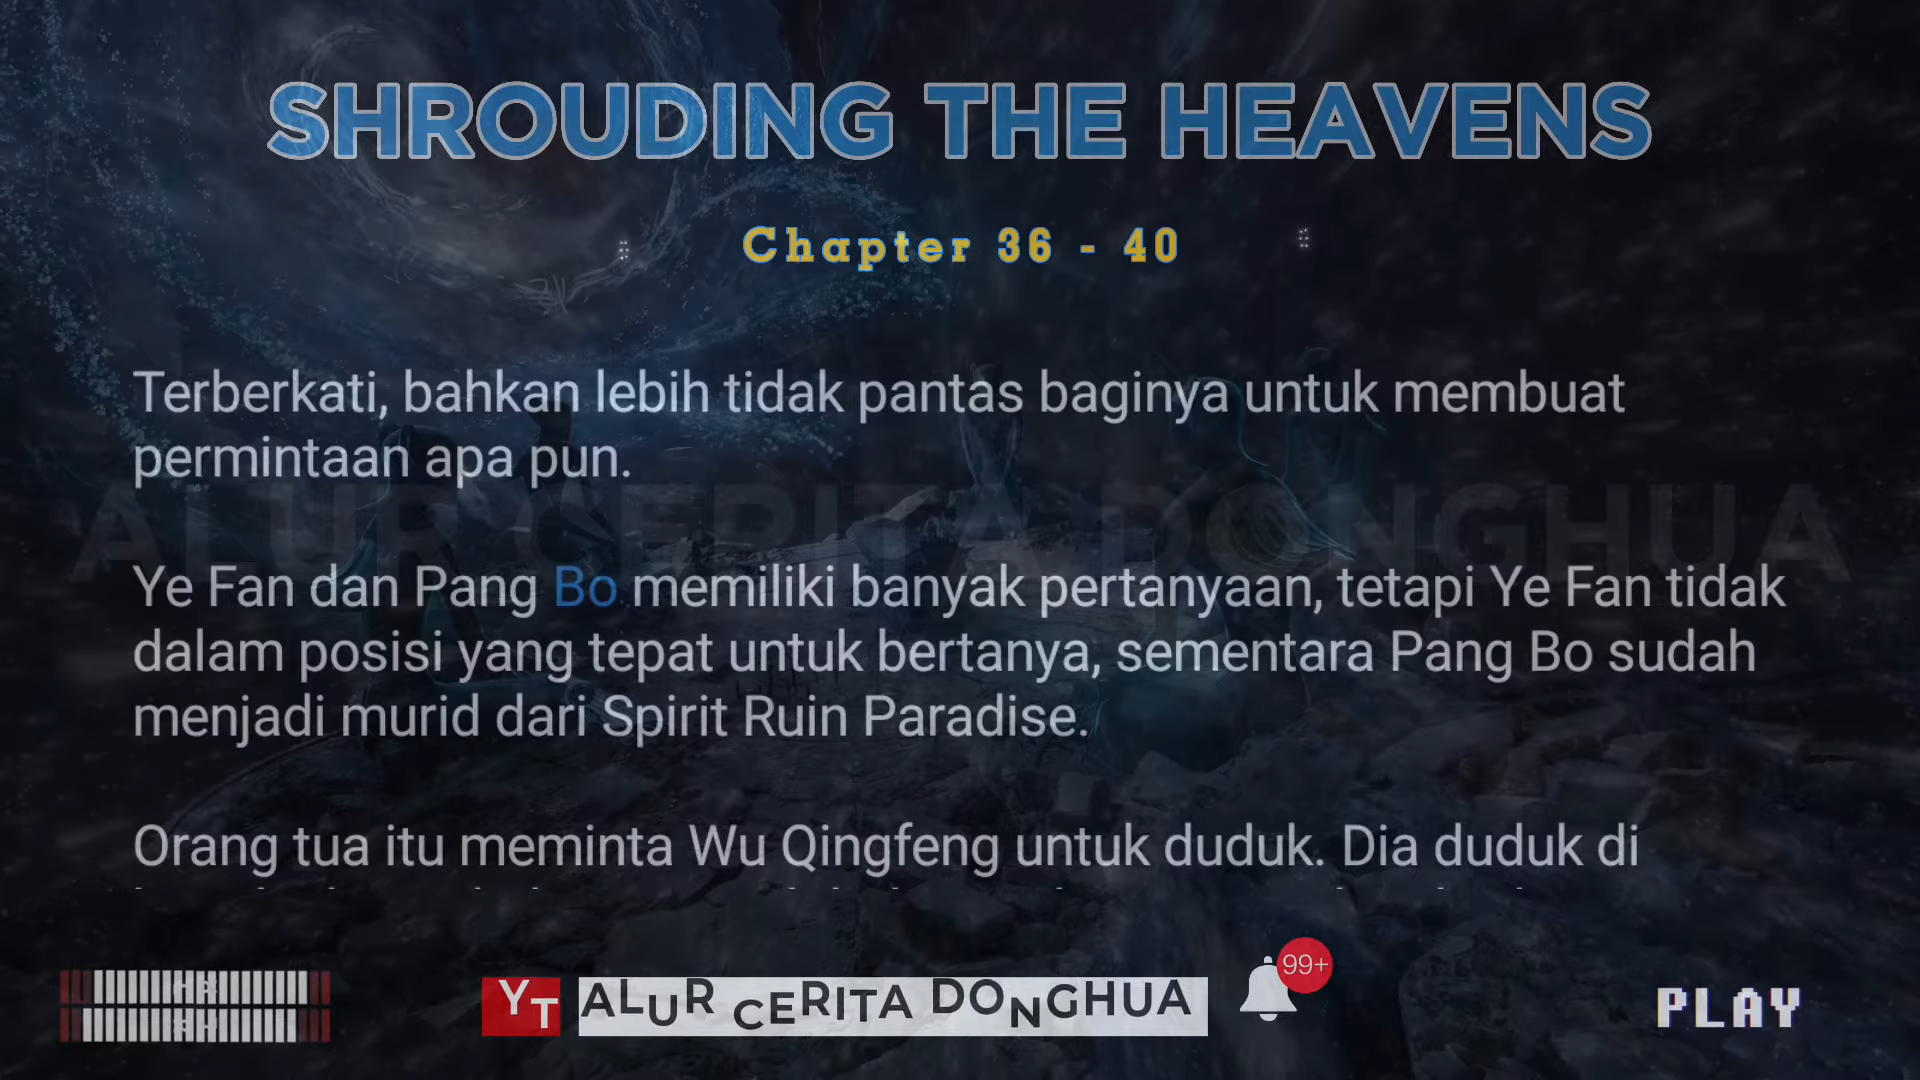 SHROUDING THE HEAVENS
Chapter 36 - 40
Terberkati, bahkan lebih tidak pantas baginya untuk membuat
permintaan apa pun.
ALUR CERITA DONGHUA
Ye Fan dan Pang Bo memiliki banyak pertanyaan, tetapi Ye Fan tidak
dalam posisi yang tepat untuk bertanya, sementara Pang Bo sudah
menjadi murid dari Spirit Ruin Paradise.
Orang tua itu meminta Wu Qingfeng untuk duduk. Dia duduk di
YT ALUR CERITA DONGHUA
99+
PLAY